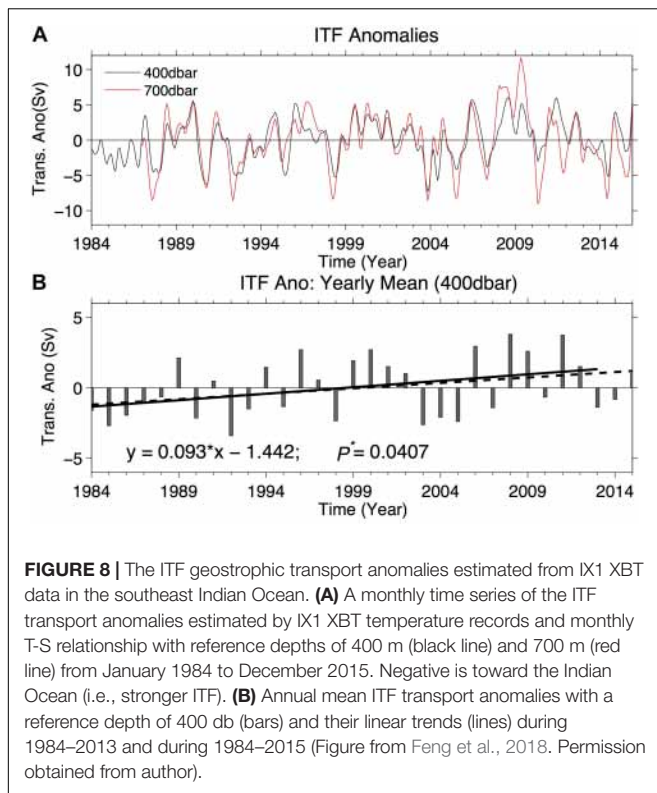 A
ITF Anomalies
400dbar
700dbar
Trans. Ano(Sv)
10
5
0
−5
−10
1984 1989 1994 1999 2004 2009 2014
Time (Year)
B
ITF Ano: Yearly Mean (400dbar)
Trans. Ano (Sv)
5
0
−5
y = 0.093*x − 1.442; P* = 0.0407
1984 1989 1994 1999 2004 2009 2014
Time (Year)
FIGURE 8 | The ITF geostrophic transport anomalies estimated from IX1 XBT
data in the southeast Indian Ocean. (A) A monthly time series of the ITF
transport anomalies estimated by IX1 XBT temperature records and monthly
T-S relationship with reference depths of 400 m (black line) and 700 m (red
line) from January 1984 to December 2015. Negative is toward the Indian
Ocean (i.e., stronger ITF). (B) Annual mean ITF transport anomalies with a
reference depth of 400 db (bars) and their linear trends (lines) during
1984–2013 and during 1984–2015 (Figure from Feng et al., 2018. Permission
obtained from author).